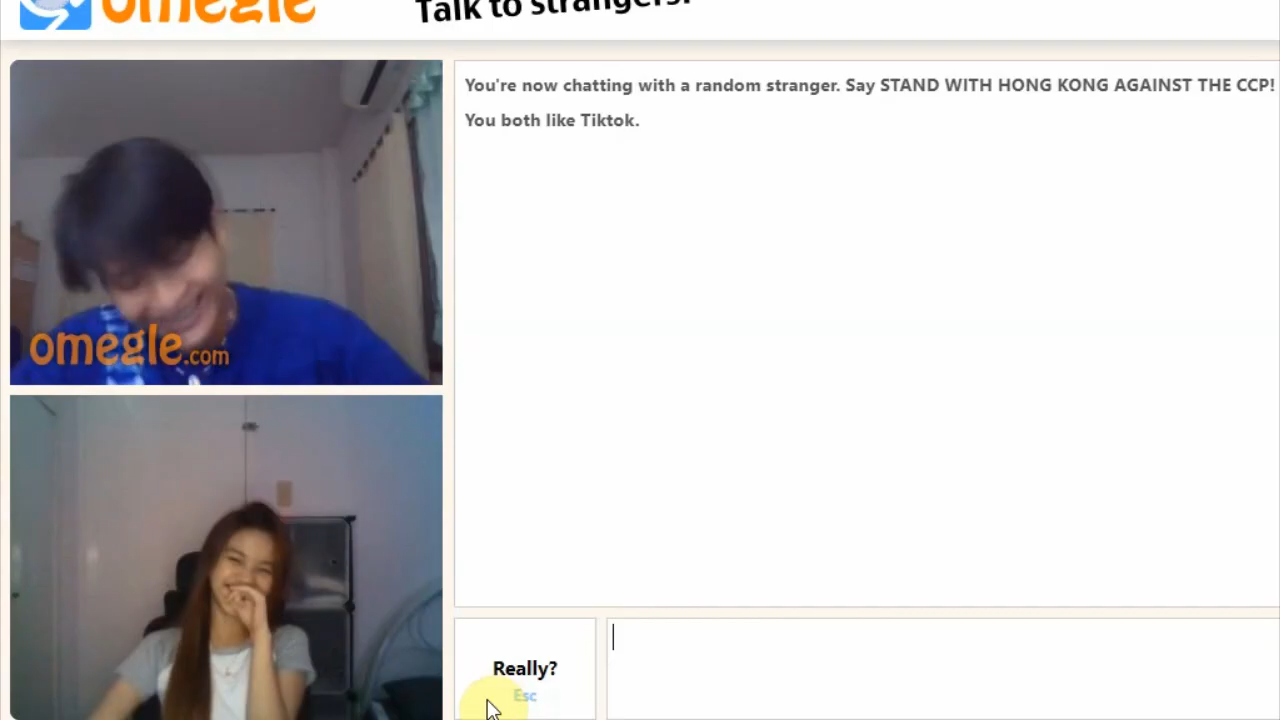 omegle
Talk to strangers!
You're now chatting with a random stranger. Say STAND WITH HONG KONG AGAINST THE CCP!
You both like Tiktok.
omegle.com
Really?
Esc